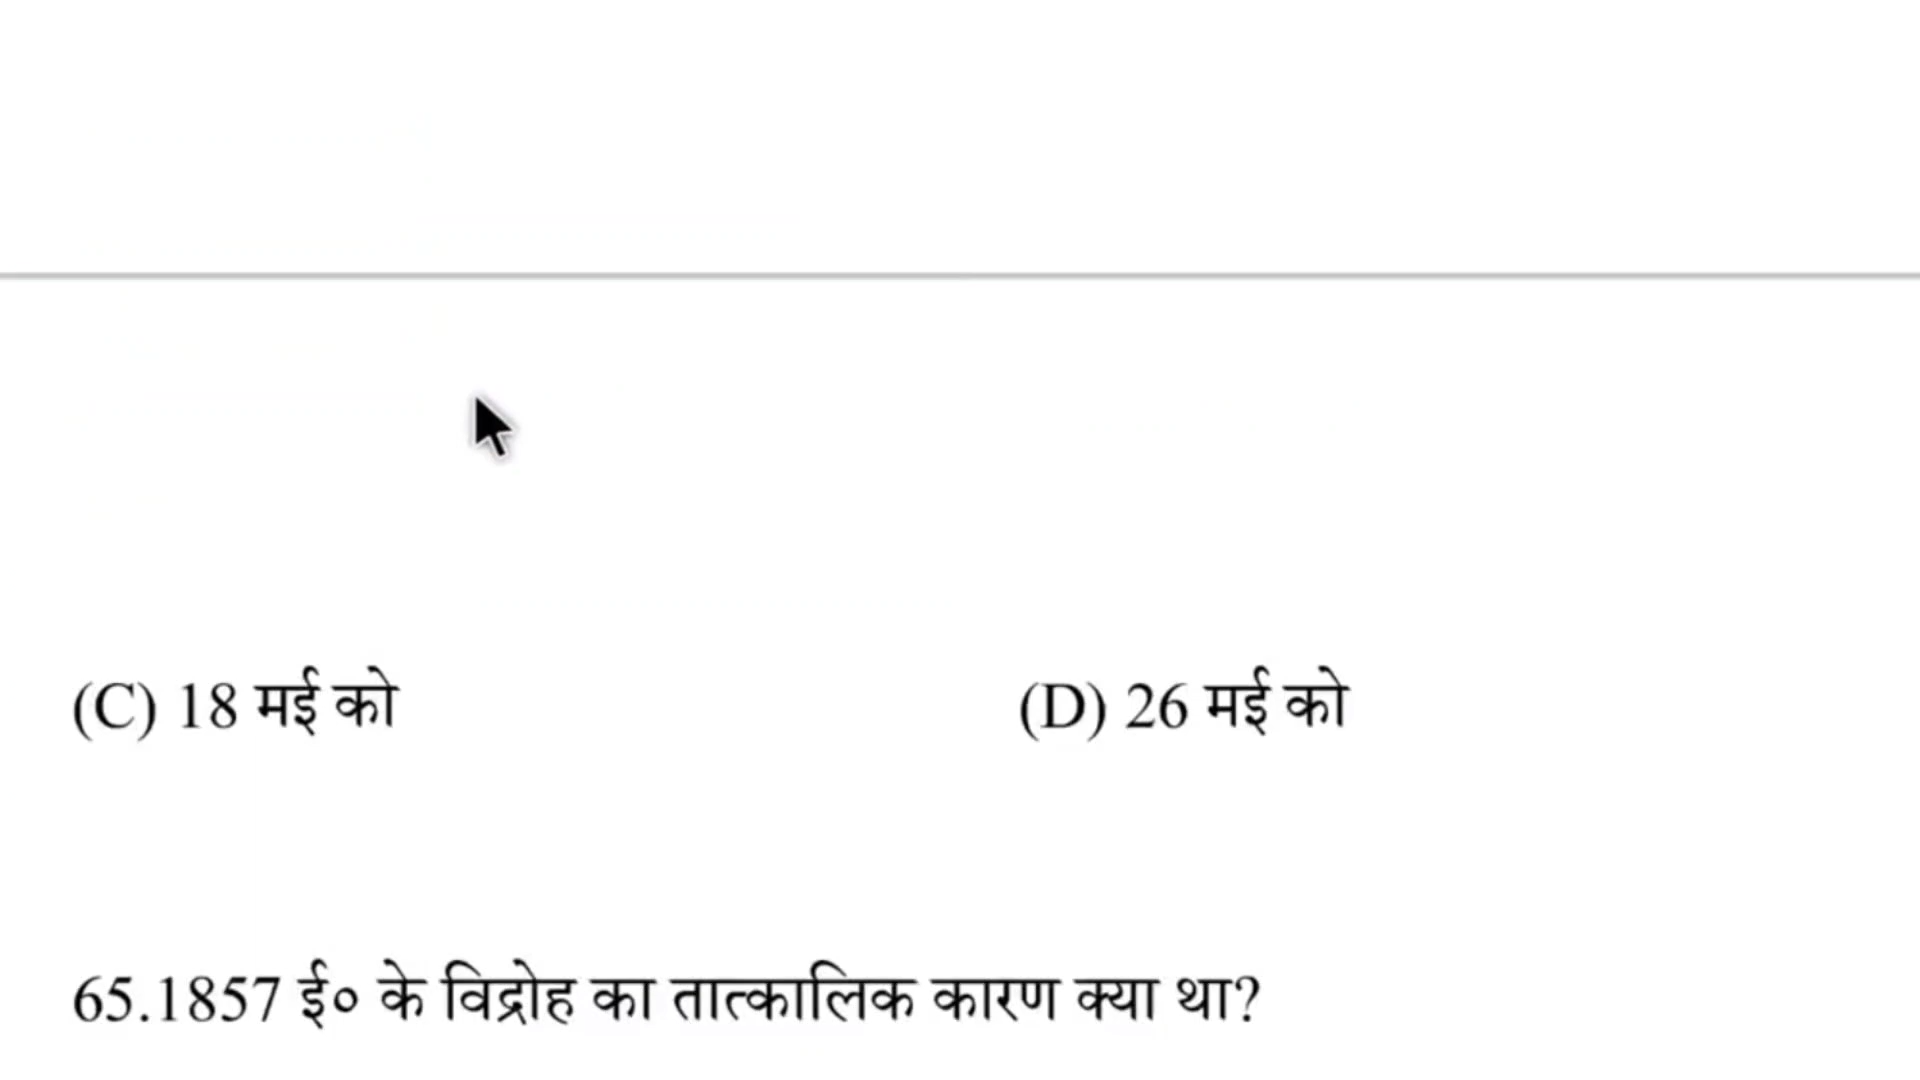 (C) 18 मई को
(D) 26 मई को
65.1857 ई० के विद्रोह का तात्कालिक कारण क्या था?